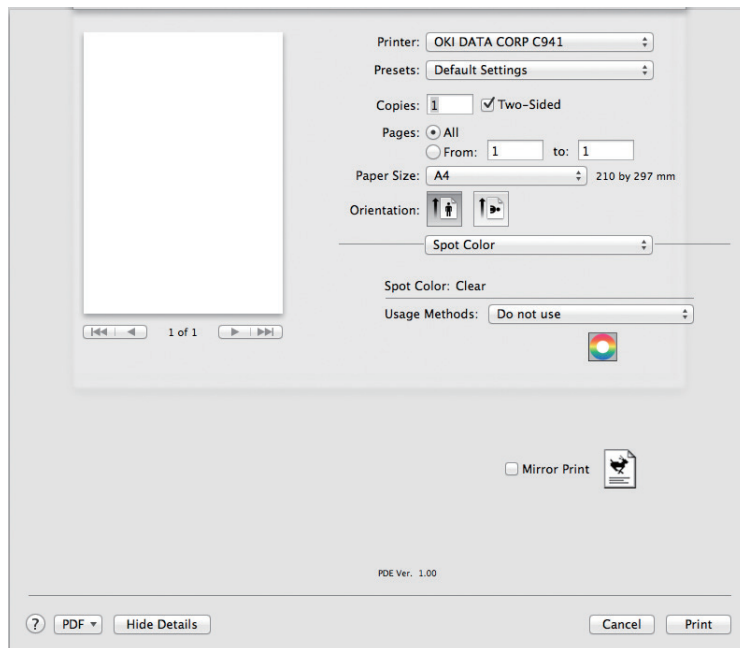 Printer: OKI DATA CORP C941
Presets: Default Settings
Copies: 1 Two-Sided
Pages: All
From: 1 to: 1
Paper Size: A4 210 by 297 mm
Orientation:
Spot Color
Spot Color: Clear
Usage Methods: Do not use
1 of 1
Mirror Print
PDE Ver. 1.00
? PDF Hide Details Cancel Print